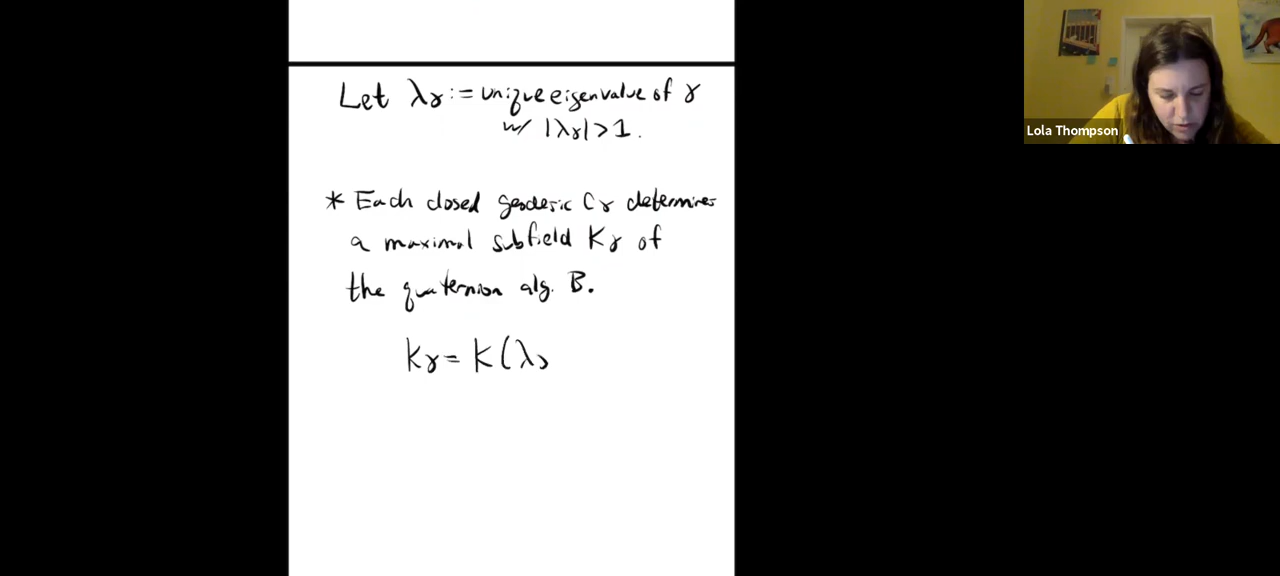 Let λγ := unique eigenvalue of γ
w/ |λγ| > 1.
* Each closed geodesic Cγ determines
a maximal subfield Kγ of
the quaternion alg. B.
Kγ = K(λγ
Lola Thompson